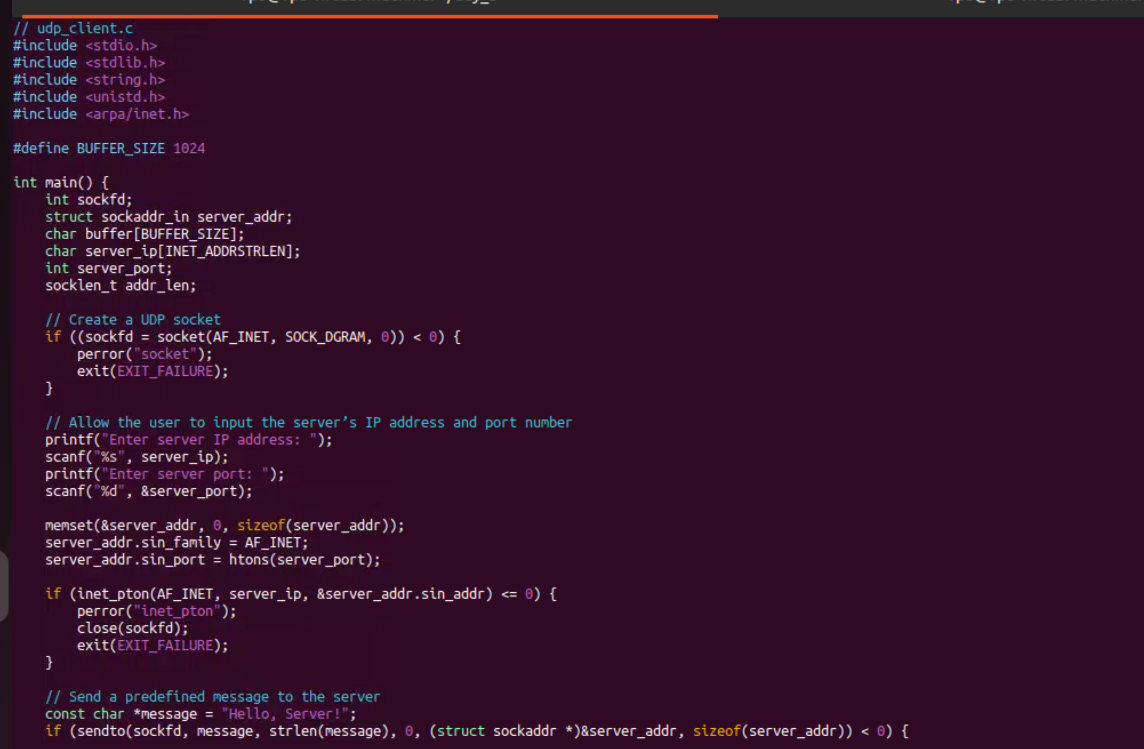 // udp_client.c
#include <stdio.h>
#include <stdlib.h>
#include <string.h>
#include <unistd.h>
#include <arpa/inet.h>

#define BUFFER_SIZE 1024

int main() {
    int sockfd;
    struct sockaddr_in server_addr;
    char buffer[BUFFER_SIZE];
    char server_ip[INET_ADDRSTRLEN];
    int server_port;
    socklen_t addr_len;

    // Create a UDP socket
    if ((sockfd = socket(AF_INET, SOCK_DGRAM, 0)) < 0) {
        perror("socket");
        exit(EXIT_FAILURE);
    }

    // Allow the user to input the server’s IP address and port number
    printf("Enter server IP address: ");
    scanf("%s", server_ip);
    printf("Enter server port: ");
    scanf("%d", &server_port);

    memset(&server_addr, 0, sizeof(server_addr));
    server_addr.sin_family = AF_INET;
    server_addr.sin_port = htons(server_port);

    if (inet_pton(AF_INET, server_ip, &server_addr.sin_addr) <= 0) {
        perror("inet_pton");
        close(sockfd);
        exit(EXIT_FAILURE);
    }

    // Send a predefined message to the server
    const char *message = "Hello, Server!";
    if (sendto(sockfd, message, strlen(message), 0, (struct sockaddr *)&server_addr, sizeof(server_addr)) < 0) {